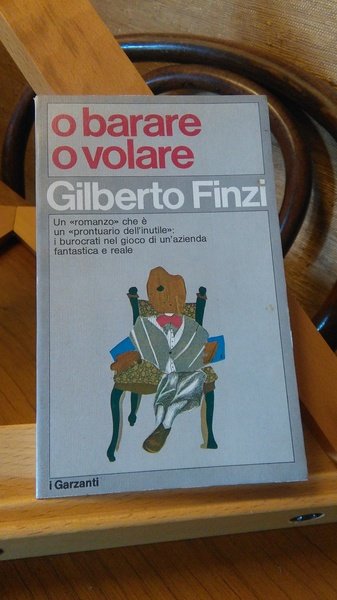 o barare
o volare
Gilberto Finzi
Un «romanzo» che è
un «prontuario dell'inutile»:
i burocrati nel gioco di un'azienda
fantastica e reale
i Garzanti